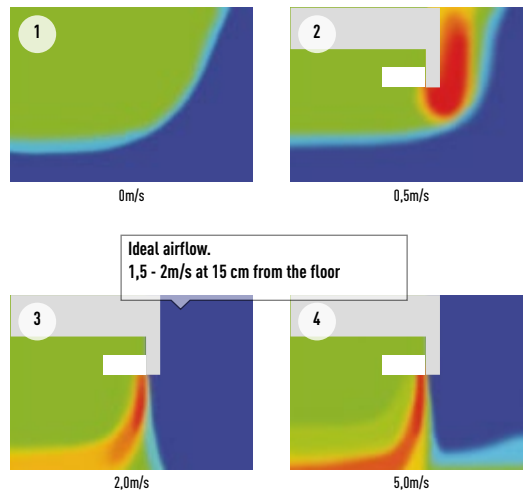 1
2
0m/s
0,5m/s
Ideal airflow.
1,5 - 2m/s at 15 cm from the floor
3
4
2,0m/s
5,0m/s